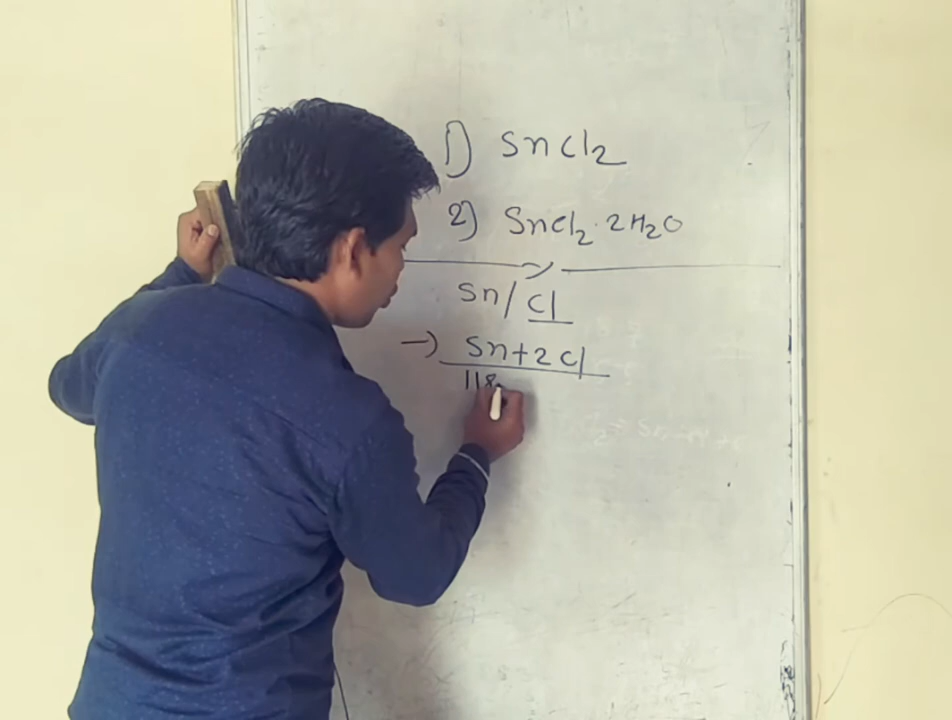 1) SnCl2
2) SnCl2·2H2O
Sn/Cl
→) Sn+2Cl
118